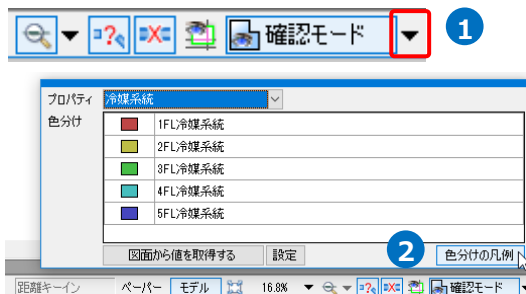 確認モード
1
プロパティ 冷媒系統
色分け
1FL冷媒系統
2FL冷媒系統
3FL冷媒系統
4FL冷媒系統
5FL冷媒系統
図面から値を取得する 設定 2 色分けの凡例
距離キーイン ペーパー モデル 16.8% 確認モード